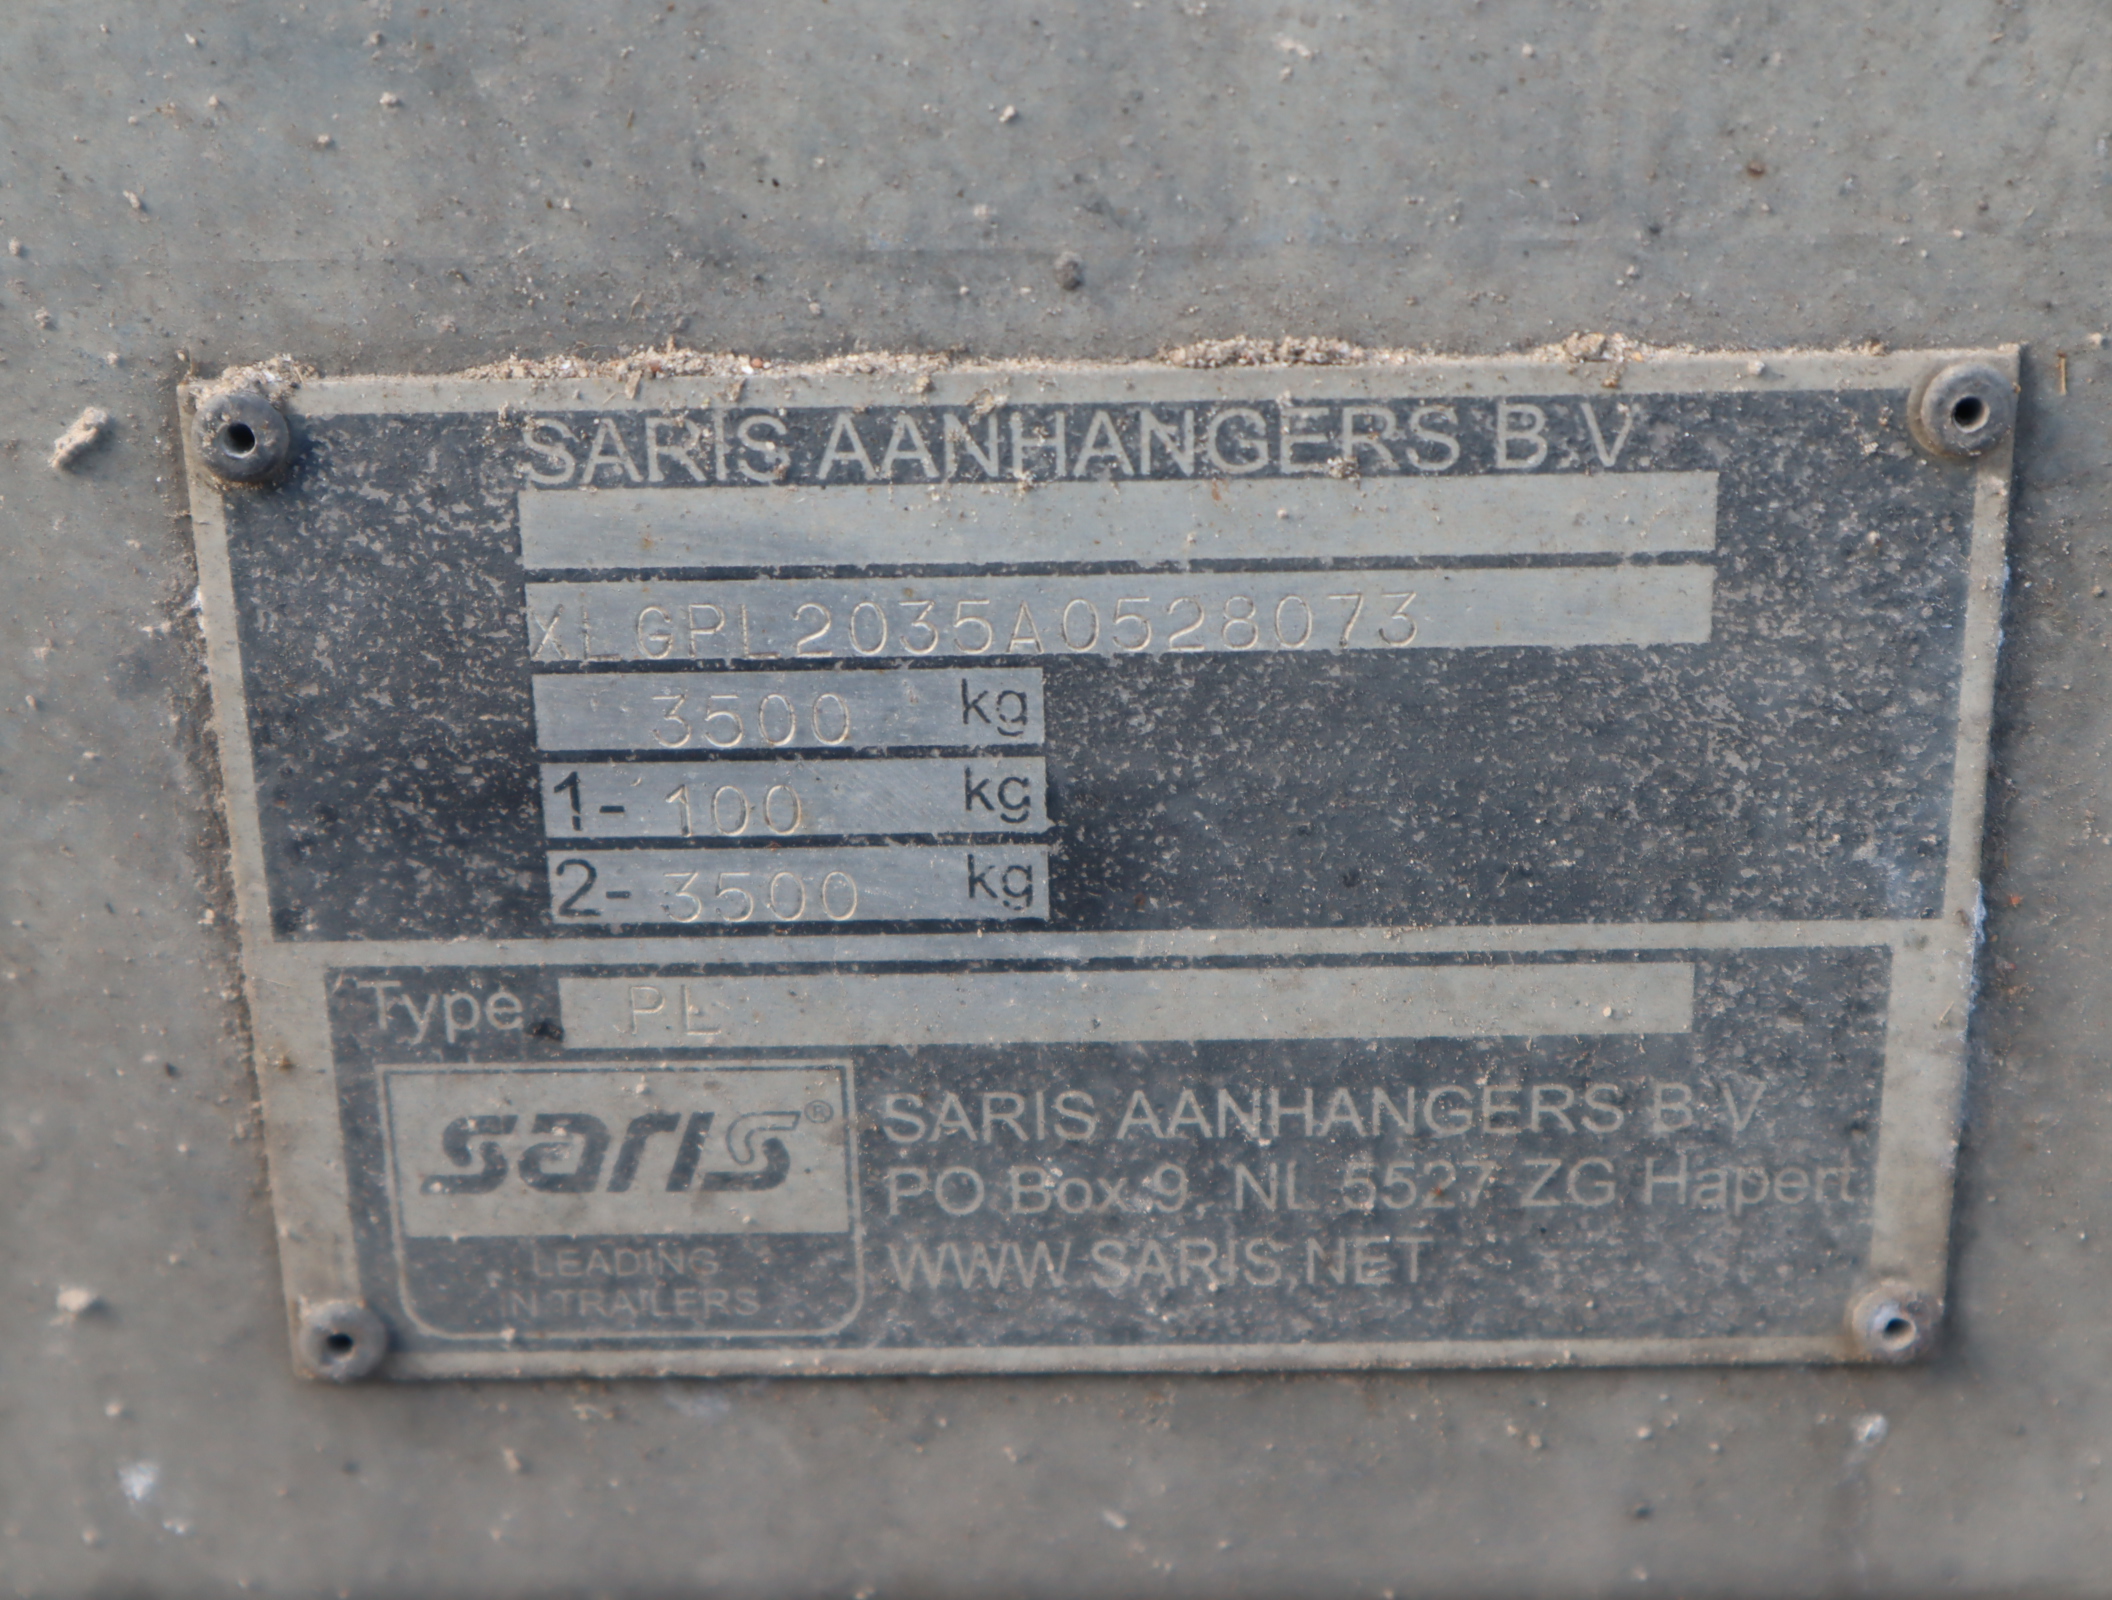 SARIS AANHANGERS B.V.
XLGPL2035A0528073
3500 kg
1- 100 kg
2- 3500 kg
Type PL
saris®
LEADING
IN TRAILERS
SARIS AANHANGERS B.V.
PO Box 9, NL 5527 ZG Hapert
WWW.SARIS.NET